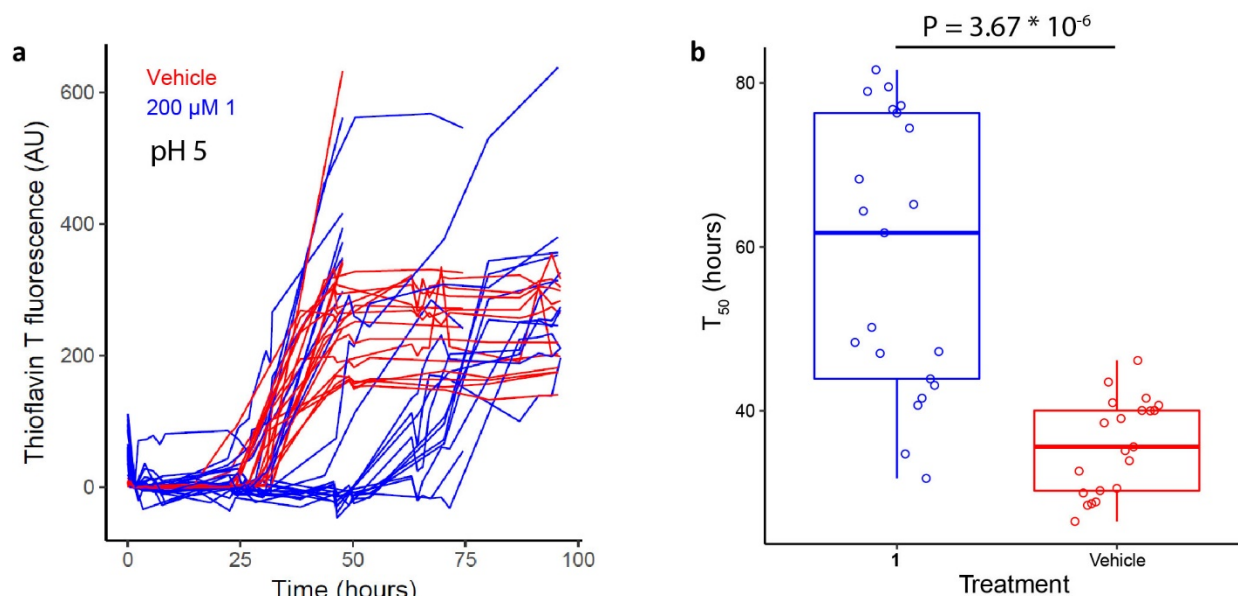 a
Vehicle
200 µM 1
pH 5
Thioflavin T fluorescence (AU)
600
400
200
0
0 25 50 75 100
Time (hours)
b
P = 3.67 * 10⁻⁶
T₅₀ (hours)
80
60
40
1 Vehicle
Treatment